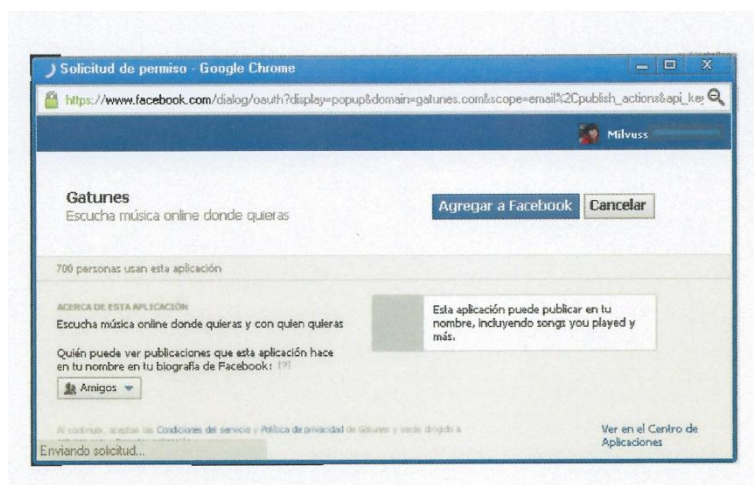 Solicitud de permiso - Google Chrome
https://www.facebook.com/dialog/oauth?display=popup&domain=gatunes.com&scope=email%2Cpublish_actions&api_key
Milvuss
Gatunes
Escucha música online donde quieras
Agregar a Facebook
Cancelar
700 personas usan esta aplicación
ACERCA DE ESTA APLICACIÓN
Escucha música online donde quieras y con quien quieras
Esta aplicación puede publicar en tu
nombre, incluyendo songs you played y
más.
Quién puede ver publicaciones que esta aplicación hace
en tu nombre en tu biografía de Facebook: [?]
Amigos
Al continuar, aceptas las Condiciones del servicio y Política de privacidad de Gatunes y serás dirigido a
Ver en el Centro de
Aplicaciones
Enviando solicitud...